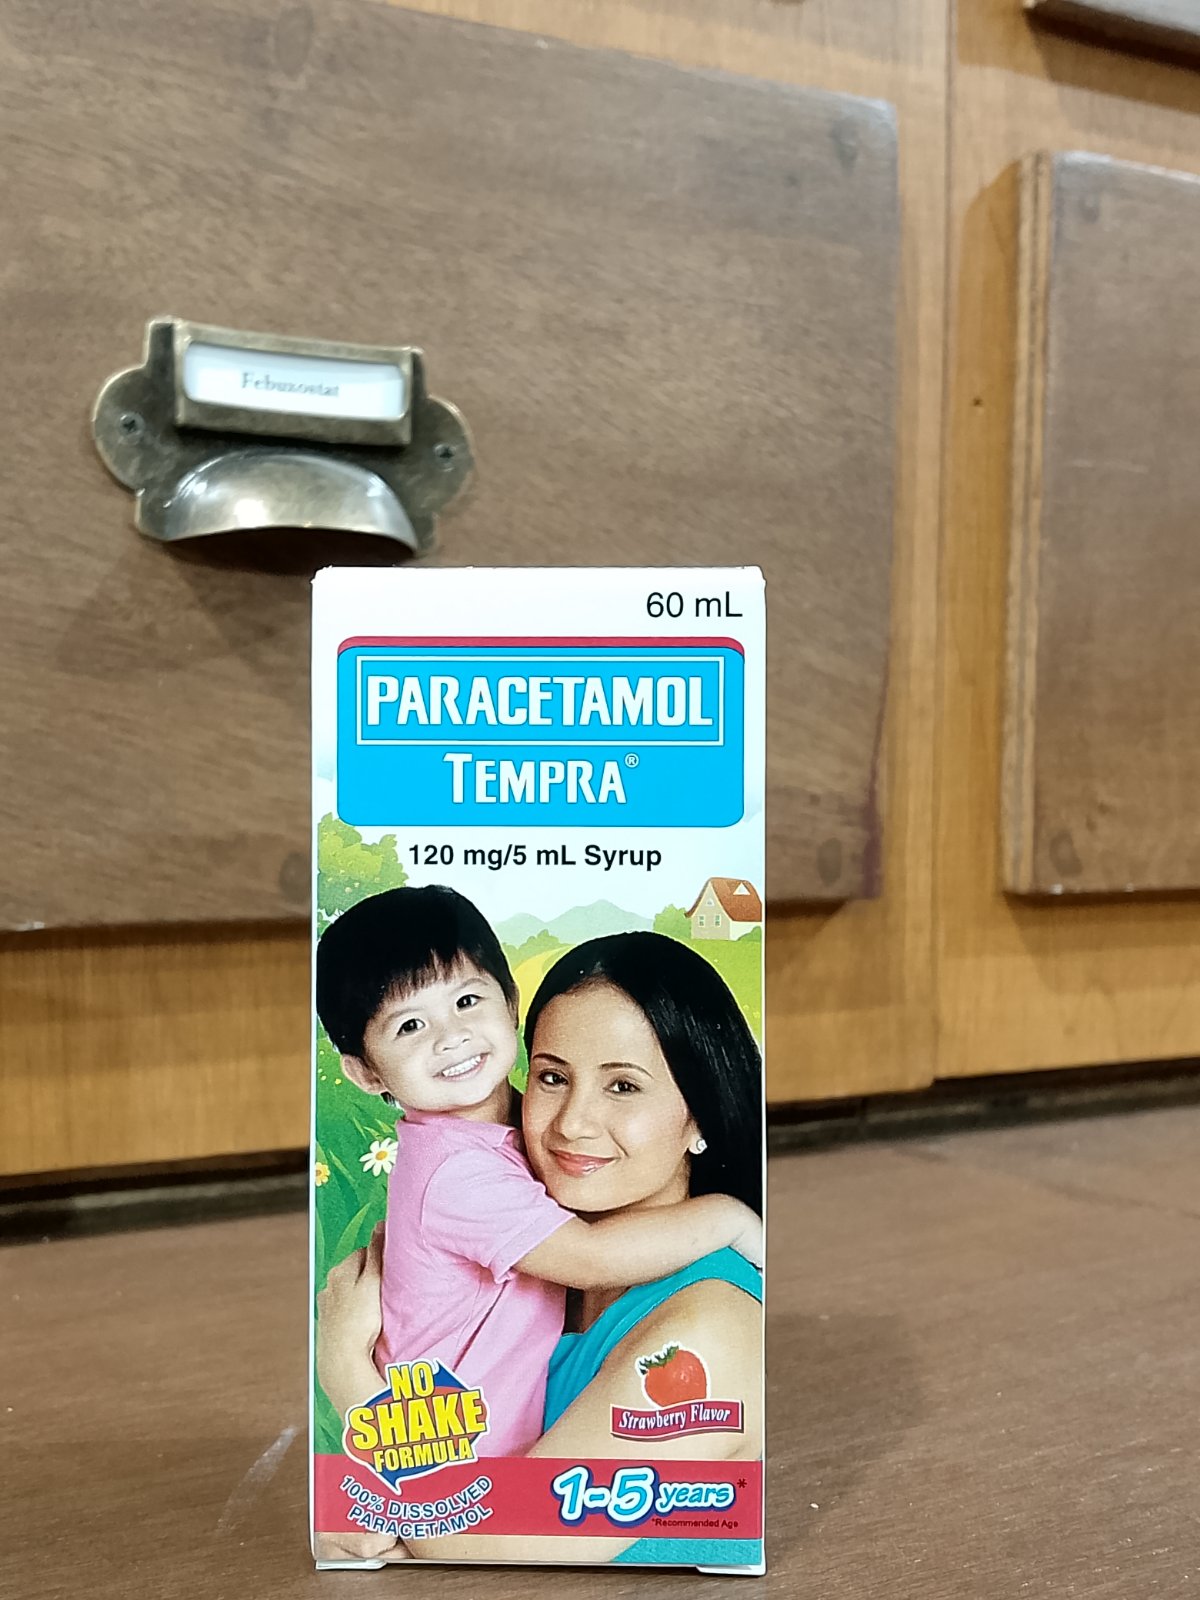 Febuxostat
60 mL
PARACETAMOL
TEMPRA®
120 mg/5 mL Syrup
NO
SHAKE
FORMULA
100% DISSOLVED
PARACETAMOL
Strawberry Flavor
1-5 years*
*Recommended Age